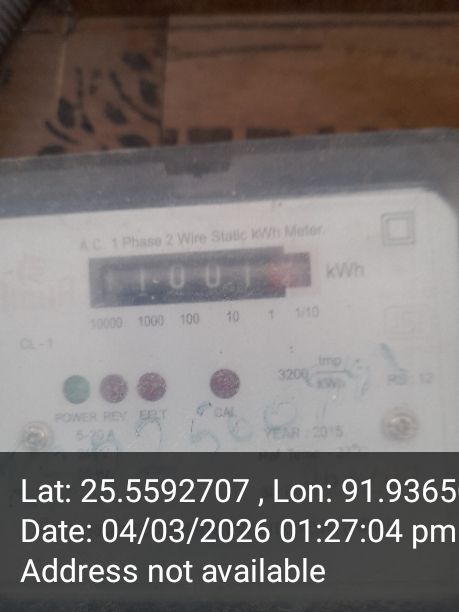 A.C. 1 Phase 2 Wire Static kWh Meter.
1 1 0 0 1
kWh
10000 1000 100 10 1 1/10
CL-1
3200 imp/kWh
POWER REV EL.T CAL
5-20 A
YEAR : 2015
Lat: 25.5592707 , Lon: 91.9365
Date: 04/03/2026 01:27:04 pm
Address not available